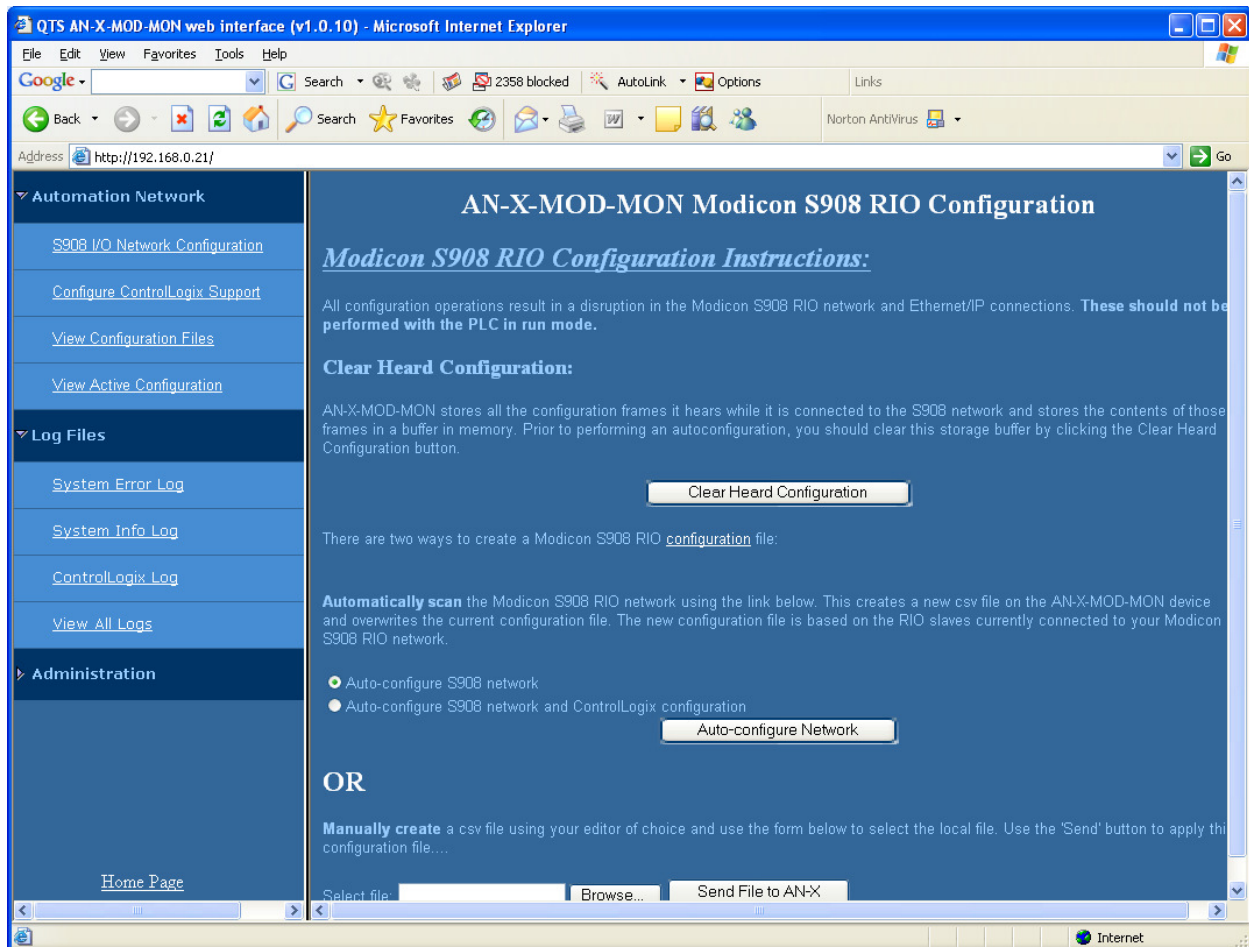 QTS AN-X-MOD-MON web interface (v1.0.10) - Microsoft Internet Explorer
File Edit View Favorites Tools Help
Google Search 2358 blocked AutoLink Options Links
Back Search Favorites Norton AntiVirus
Address http://192.168.0.21/ Go
Automation Network
S908 I/O Network Configuration
Configure ControlLogix Support
View Configuration Files
View Active Configuration
Log Files
System Error Log
System Info Log
ControlLogix Log
View All Logs
Administration
Home Page
AN-X-MOD-MON Modicon S908 RIO Configuration
Modicon S908 RIO Configuration Instructions:
All configuration operations result in a disruption in the Modicon S908 RIO network and Ethernet/IP connections. These should not be
performed with the PLC in run mode.
Clear Heard Configuration:
AN-X-MOD-MON stores all the configuration frames it hears while it is connected to the S908 network and stores the contents of those
frames in a buffer in memory. Prior to performing an autoconfiguration, you should clear this storage buffer by clicking the Clear Heard
Configuration button.
Clear Heard Configuration
There are two ways to create a Modicon S908 RIO configuration file:
Automatically scan the Modicon S908 RIO network using the link below. This creates a new csv file on the AN-X-MOD-MON device
and overwrites the current configuration file. The new configuration file is based on the RIO slaves currently connected to your Modicon
S908 RIO network.
Auto-configure S908 network
Auto-configure S908 network and ControlLogix configuration
Auto-configure Network
OR
Manually create a csv file using your editor of choice and use the form below to select the local file. Use the 'Send' button to apply thi
configuration file....
Select file: Browse... Send File to AN-X
Internet